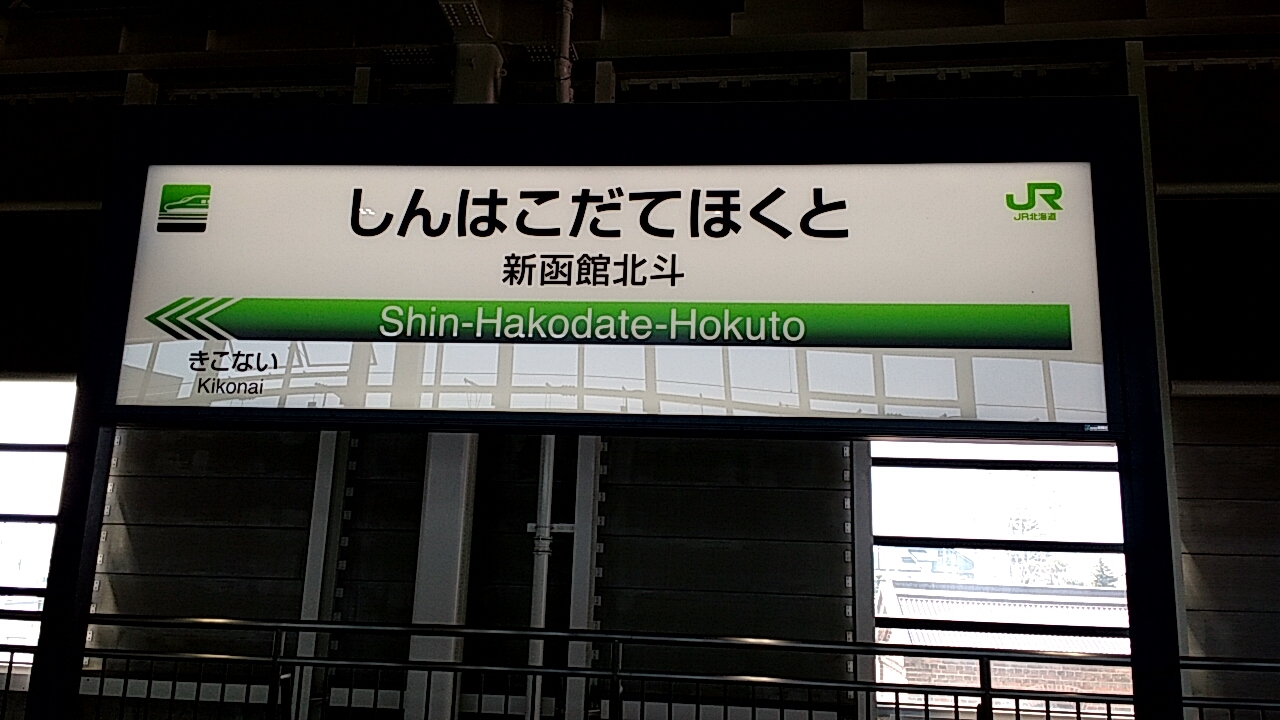 しんはこだてほくと
JR
JR北海道
新函館北斗
Shin-Hakodate-Hokuto
きこない
Kikonai